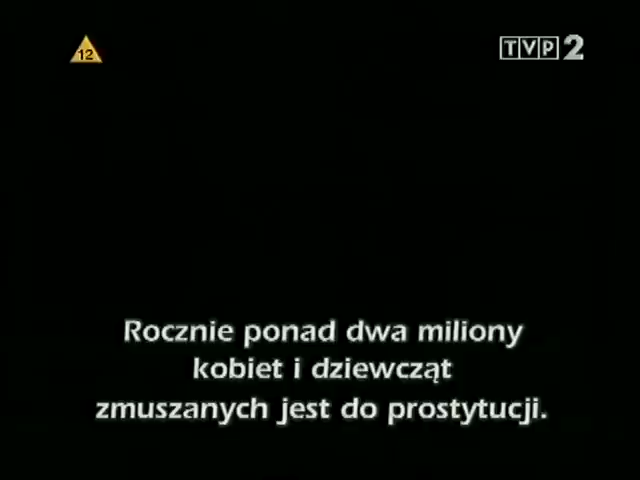 12
TVP2
Rocznie ponad dwa miliony
kobiet i dziewcząt
zmuszanych jest do prostytucji.